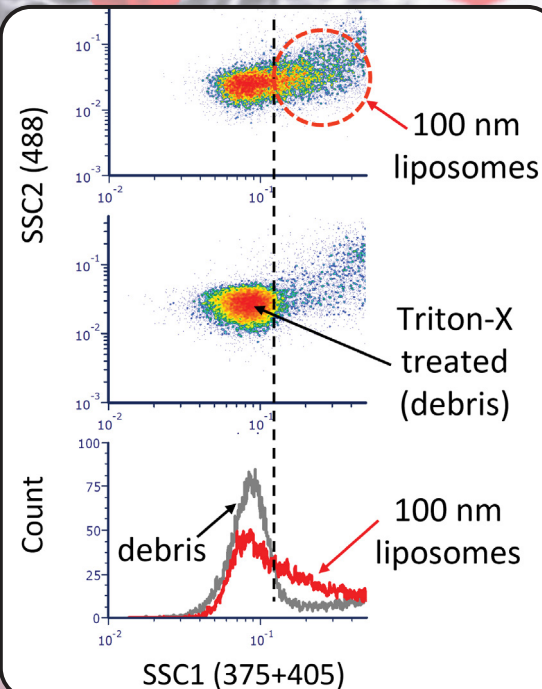 SSC2 (488)
10⁻¹
10⁻²
10⁻³
10⁻²
10⁻¹
100 nm
liposomes
10⁻¹
10⁻²
10⁻³
10⁻²
10⁻¹
Triton-X
treated
(debris)
Count
100
75
50
25
0
10⁻²
10⁻¹
debris
100 nm
liposomes
SSC1 (375+405)